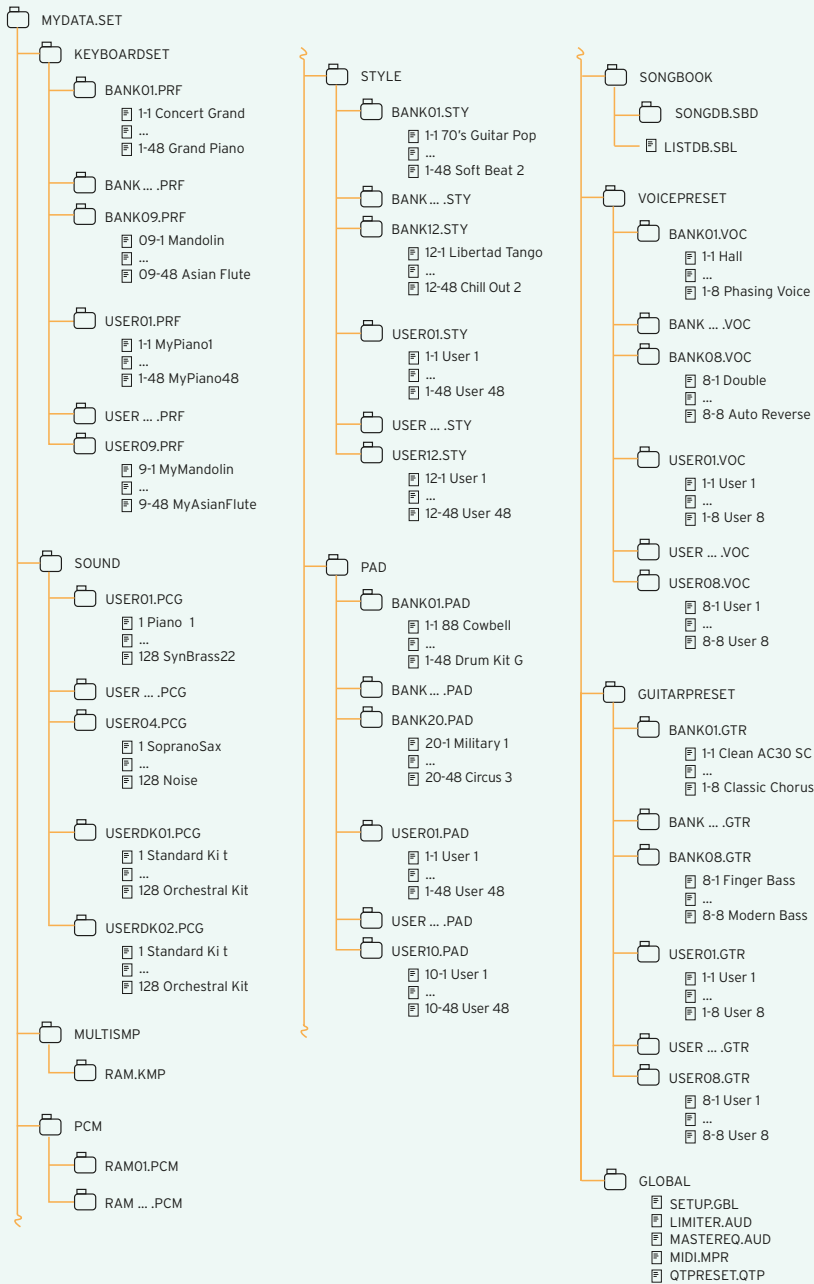 MYDATA.SET
KEYBOARDSET
BANK01.PRF
1-1 Concert Grand
...
1-48 Grand Piano
BANK... .PRF
BANK09.PRF
09-1 Mandolin
...
09-48 Asian Flute
USER01.PRF
1-1 MyPiano1
...
1-48 MyPiano48
USER ... .PRF
USER09.PRF
9-1 MyMandolin
...
9-48 MyAsianFlute
SOUND
USER01.PCG
1 Piano 1
...
128 SynBrass22
USER ... .PCG
USER04.PCG
1 SopranoSax
...
128 Noise
USERDK01.PCG
1 Standard Ki t
...
128 Orchestral Kit
USERDK02.PCG
1 Standard Ki t
...
128 Orchestral Kit
MULTISMP
RAM.KMP
PCM
RAM01.PCM
RAM ... .PCM
STYLE
BANK01.STY
1-1 70's Guitar Pop
...
1-48 Soft Beat 2
BANK... .STY
BANK12.STY
12-1 Libertad Tango
...
12-48 Chill Out 2
USER01.STY
1-1 User 1
...
1-48 User 48
USER ... .STY
USER12.STY
12-1 User 1
...
12-48 User 48
PAD
BANK01.PAD
1-1 88 Cowbell
...
1-48 Drum Kit G
BANK... .PAD
BANK20.PAD
20-1 Military 1
...
20-48 Circus 3
USER01.PAD
1-1 User 1
...
1-48 User 48
USER ... .PAD
USER10.PAD
10-1 User 1
...
10-48 User 48
SONGBOOK
SONGDB.SBD
LISTDB.SBL
VOICEPRESET
BANK01.VOC
1-1 Hall
...
1-8 Phasing Voice
BANK ... .VOC
BANK08.VOC
8-1 Double
...
8-8 Auto Reverse
USER01.VOC
1-1 User 1
...
1-8 User 8
USER ... .VOC
USER08.VOC
8-1 User 1
...
8-8 User 8
GUITARPRESET
BANK01.GTR
1-1 Clean AC30 SC
...
1-8 Classic Chorus
BANK ... .GTR
BANK08.GTR
8-1 Finger Bass
...
8-8 Modern Bass
USER01.GTR
1-1 User 1
...
1-8 User 8
USER ... .GTR
USER08.GTR
8-1 User 1
...
8-8 User 8
GLOBAL
SETUP.GBL
LIMITER.AUD
MASTEREQ.AUD
MIDI.MPR
QTPRESET.QTP